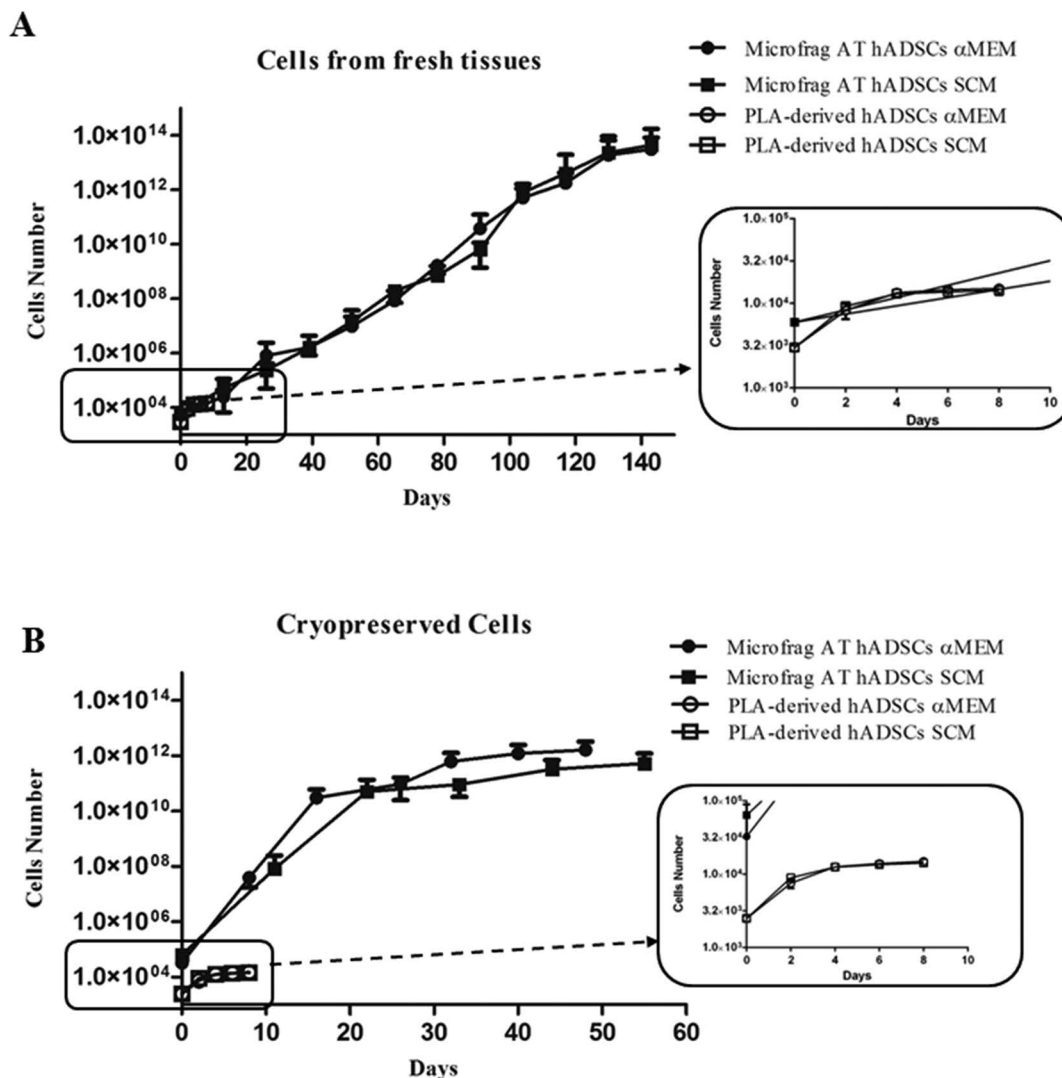 A
Cells from fresh tissues
Microfrag AT hADSCs αMEM
Microfrag AT hADSCs SCM
PLA-derived hADSCs αMEM
PLA-derived hADSCs SCM
Cells Number
1.0×10¹⁴
1.0×10¹²
1.0×10¹⁰
1.0×10⁰⁸
1.0×10⁰⁶
1.0×10⁰⁴
0 20 40 60 80 100 120 140
Days
Cells Number
1.0×10⁵
3.2×10⁴
1.0×10⁴
3.2×10³
1.0×10³
0 2 4 6 8 10
Days
B
Cryopreserved Cells
Microfrag AT hADSCs αMEM
Microfrag AT hADSCs SCM
PLA-derived hADSCs αMEM
PLA-derived hADSCs SCM
Cells Number
1.0×10¹⁴
1.0×10¹²
1.0×10¹⁰
1.0×10⁰⁸
1.0×10⁰⁶
1.0×10⁰⁴
0 10 20 30 40 50 60
Days
Cells Number
1.0×10⁵
3.2×10⁴
1.0×10⁴
3.2×10³
1.0×10³
0 2 4 6 8 10
Days